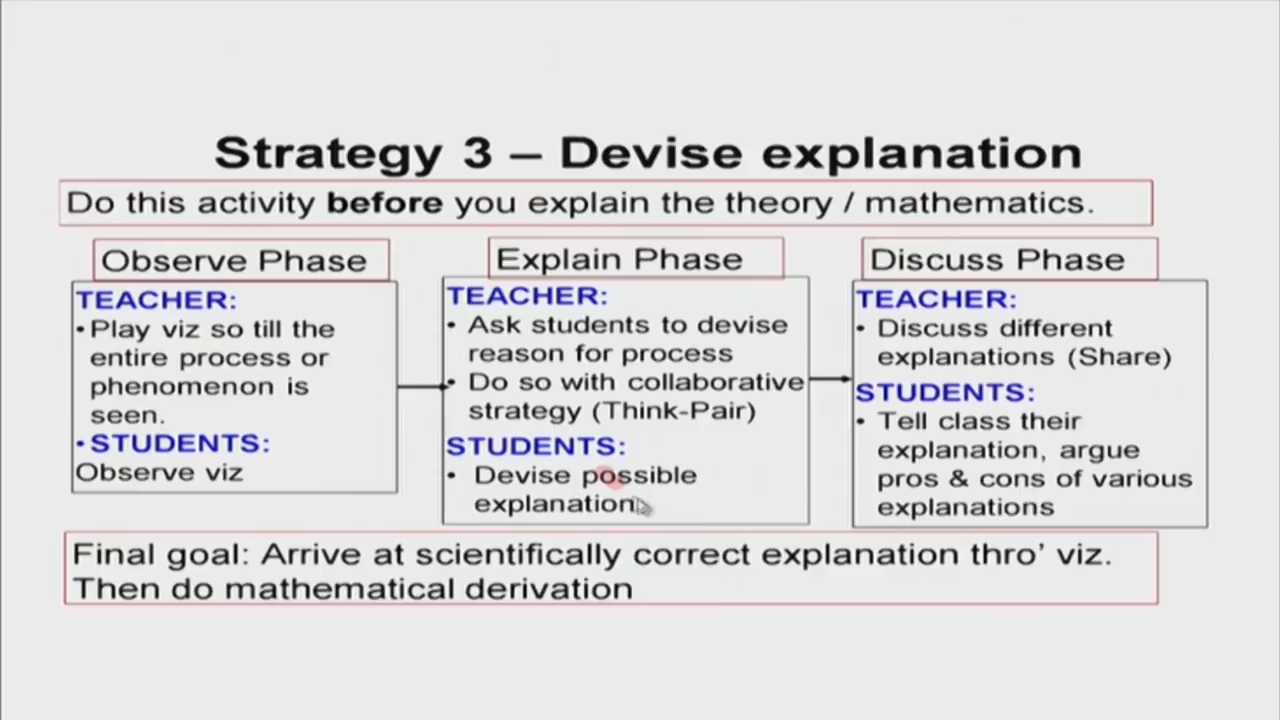 Strategy 3 – Devise explanation
Do this activity before you explain the theory / mathematics.
Observe Phase
TEACHER:
•Play viz so till the
entire process or
phenomenon is
seen.
•STUDENTS:
Observe viz
Explain Phase
TEACHER:
• Ask students to devise
reason for process
• Do so with collaborative
strategy (Think-Pair)
STUDENTS:
• Devise possible
explanation
Discuss Phase
TEACHER:
• Discuss different
explanations (Share)
STUDENTS:
• Tell class their
explanation, argue
pros & cons of various
explanations
Final goal: Arrive at scientifically correct explanation thro’ viz.
Then do mathematical derivation